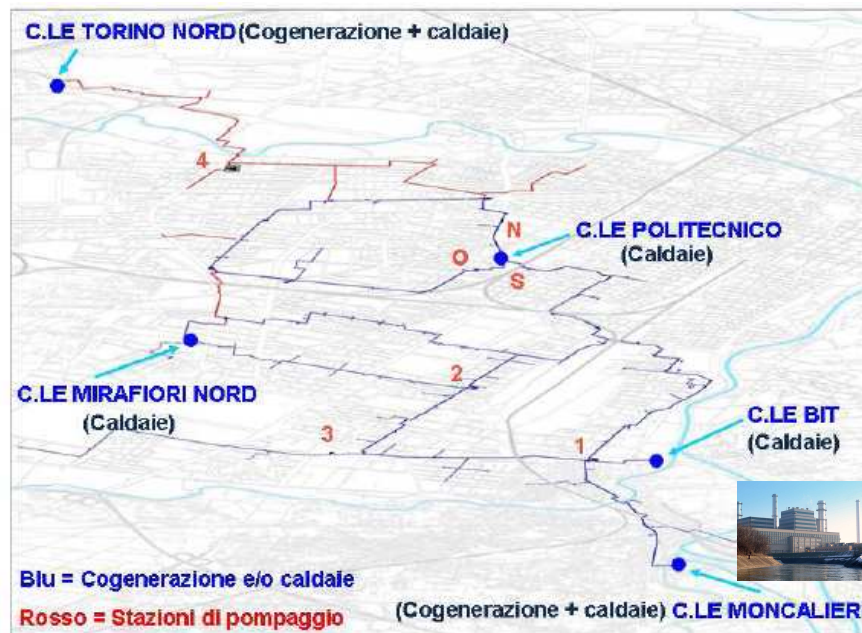 C.LE TORINO NORD (Cogenerazione + caldaie)
4
N
C.LE POLITECNICO
(Caldaie)
O
S
C.LE MIRAFIORI NORD
(Caldaie)
2
C.LE BIT
(Caldaie)
3
1
Blu = Cogenerazione e/o caldaie
Rosso = Stazioni di pompaggio
(Cogenerazione + caldaie) C.LE MONCALIER